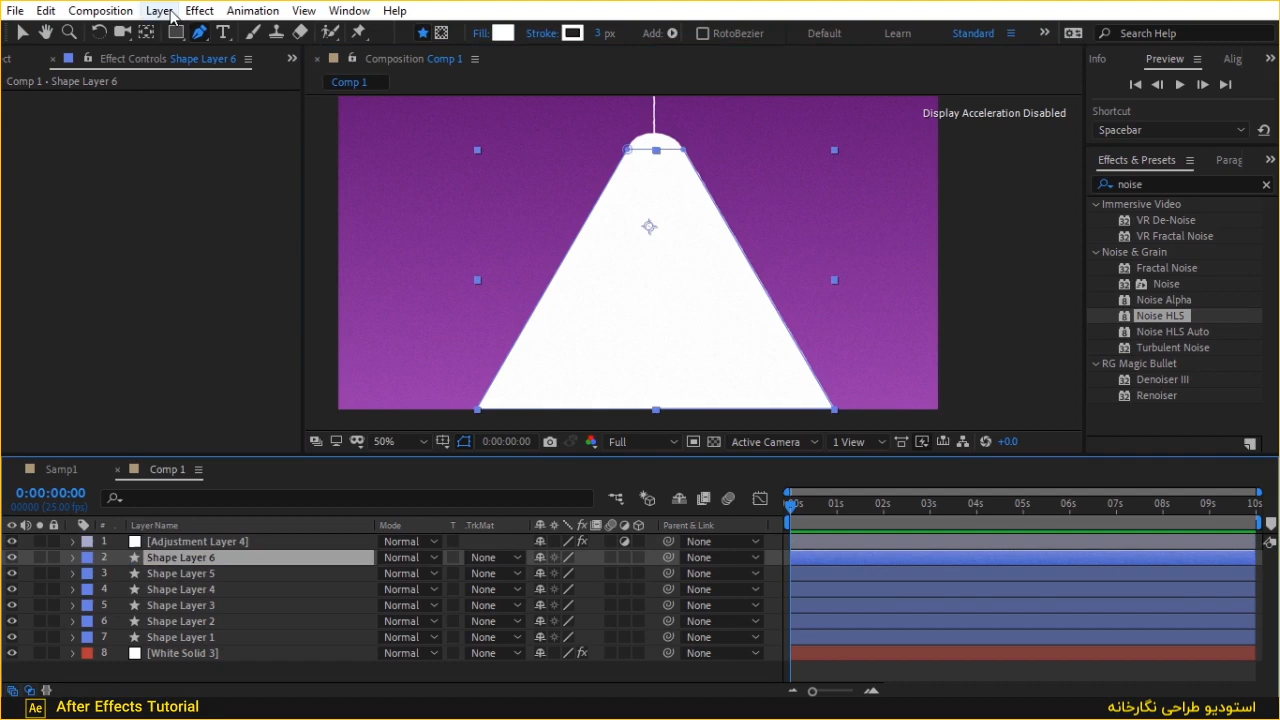 File Edit Composition Layer Effect Animation View Window Help
Fill: Stroke: 3 px Add: RotoBezier Default Learn Standard Search Help
ct Effect Controls Shape Layer 6 Composition Comp 1 Info Preview Alig
Comp 1 • Shape Layer 6
Comp 1
Display Acceleration Disabled
Shortcut
Spacebar
Effects & Presets Parag
noise
Immersive Video
VR De-Noise
VR Fractal Noise
Noise & Grain
Fractal Noise
Noise
Noise Alpha
Noise HLS
Noise HLS Auto
Turbulent Noise
RG Magic Bullet
Denoiser III
Renoiser
50% 0:00:00:00 Full Active Camera 1 View +0.0
Samp1 Comp 1
0:00:00:00
00000 (25.00 fps)
01s 02s 03s 04s 05s 06s 07s 08s 09s 10s
# Layer Name Mode T .TrkMat Parent & Link
1 [Adjustment Layer 4] Normal None
2 Shape Layer 6 Normal None None
3 Shape Layer 5 Normal None None
4 Shape Layer 4 Normal None None
5 Shape Layer 3 Normal None None
6 Shape Layer 2 Normal None None
7 Shape Layer 1 Normal None None
8 [White Solid 3] Normal None None
Ae After Effects Tutorial
استودیو طراحی نگارخانه